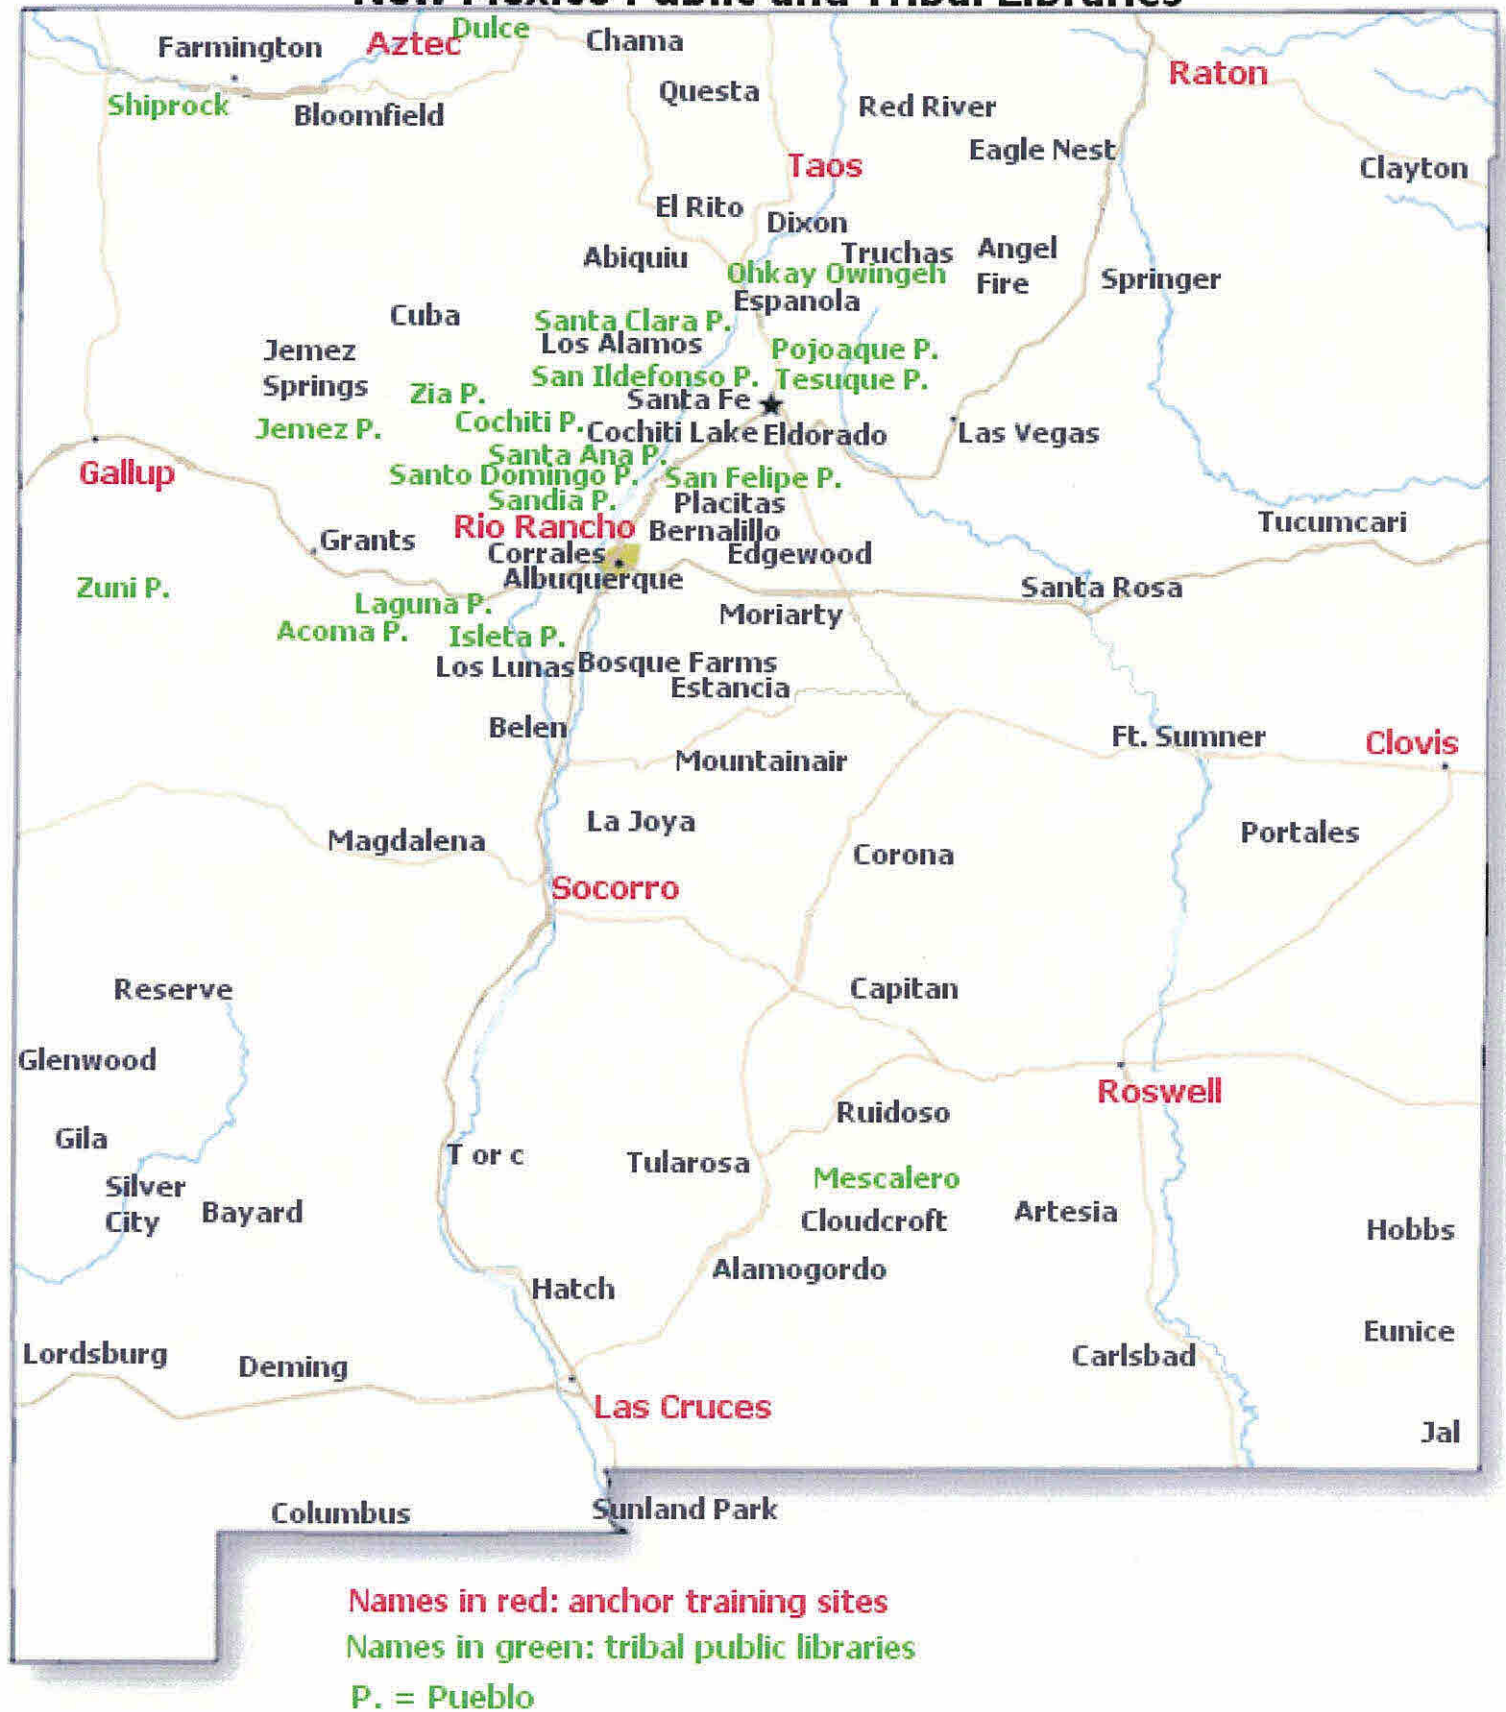 New Mexico Public and Tribal Libraries
Dulce
Farmington
Aztec
Chama
Raton
Shiprock
Bloomfield
Questa
Red River
Eagle Nest
Clayton
Taos
El Rito
Dixon
Abiquiu
Truchas
Angel
Fire
Ohkay Owingeh
Springer
Espanola
Cuba
Santa Clara P.
Los Alamos
Pojoaque P.
Jemez
Springs
San Ildefonso P.
Tesuque P.
Zia P.
Santa Fe
Jemez P.
Cochiti P.
Cochiti Lake
Eldorado
Las Vegas
Santa Ana P.
Gallup
Santo Domingo P.
San Felipe P.
Sandia P.
Placitas
Rio Rancho
Bernalillo
Tucumcari
Grants
Corrales
Edgewood
Albuquerque
Zuni P.
Santa Rosa
Laguna P.
Moriarty
Acoma P.
Isleta P.
Los Lunas
Bosque Farms
Estancia
Belen
Ft. Sumner
Clovis
Mountainair
La Joya
Magdalena
Corona
Portales
Socorro
Reserve
Capitan
Glenwood
Roswell
Ruidoso
Gila
T or c
Tularosa
Mescalero
Silver
City
Bayard
Cloudcroft
Artesia
Hobbs
Alamogordo
Hatch
Eunice
Lordsburg
Deming
Carlsbad
Las Cruces
Jal
Columbus
Sunland Park
Names in red: anchor training sites
Names in green: tribal public libraries
P. = Pueblo